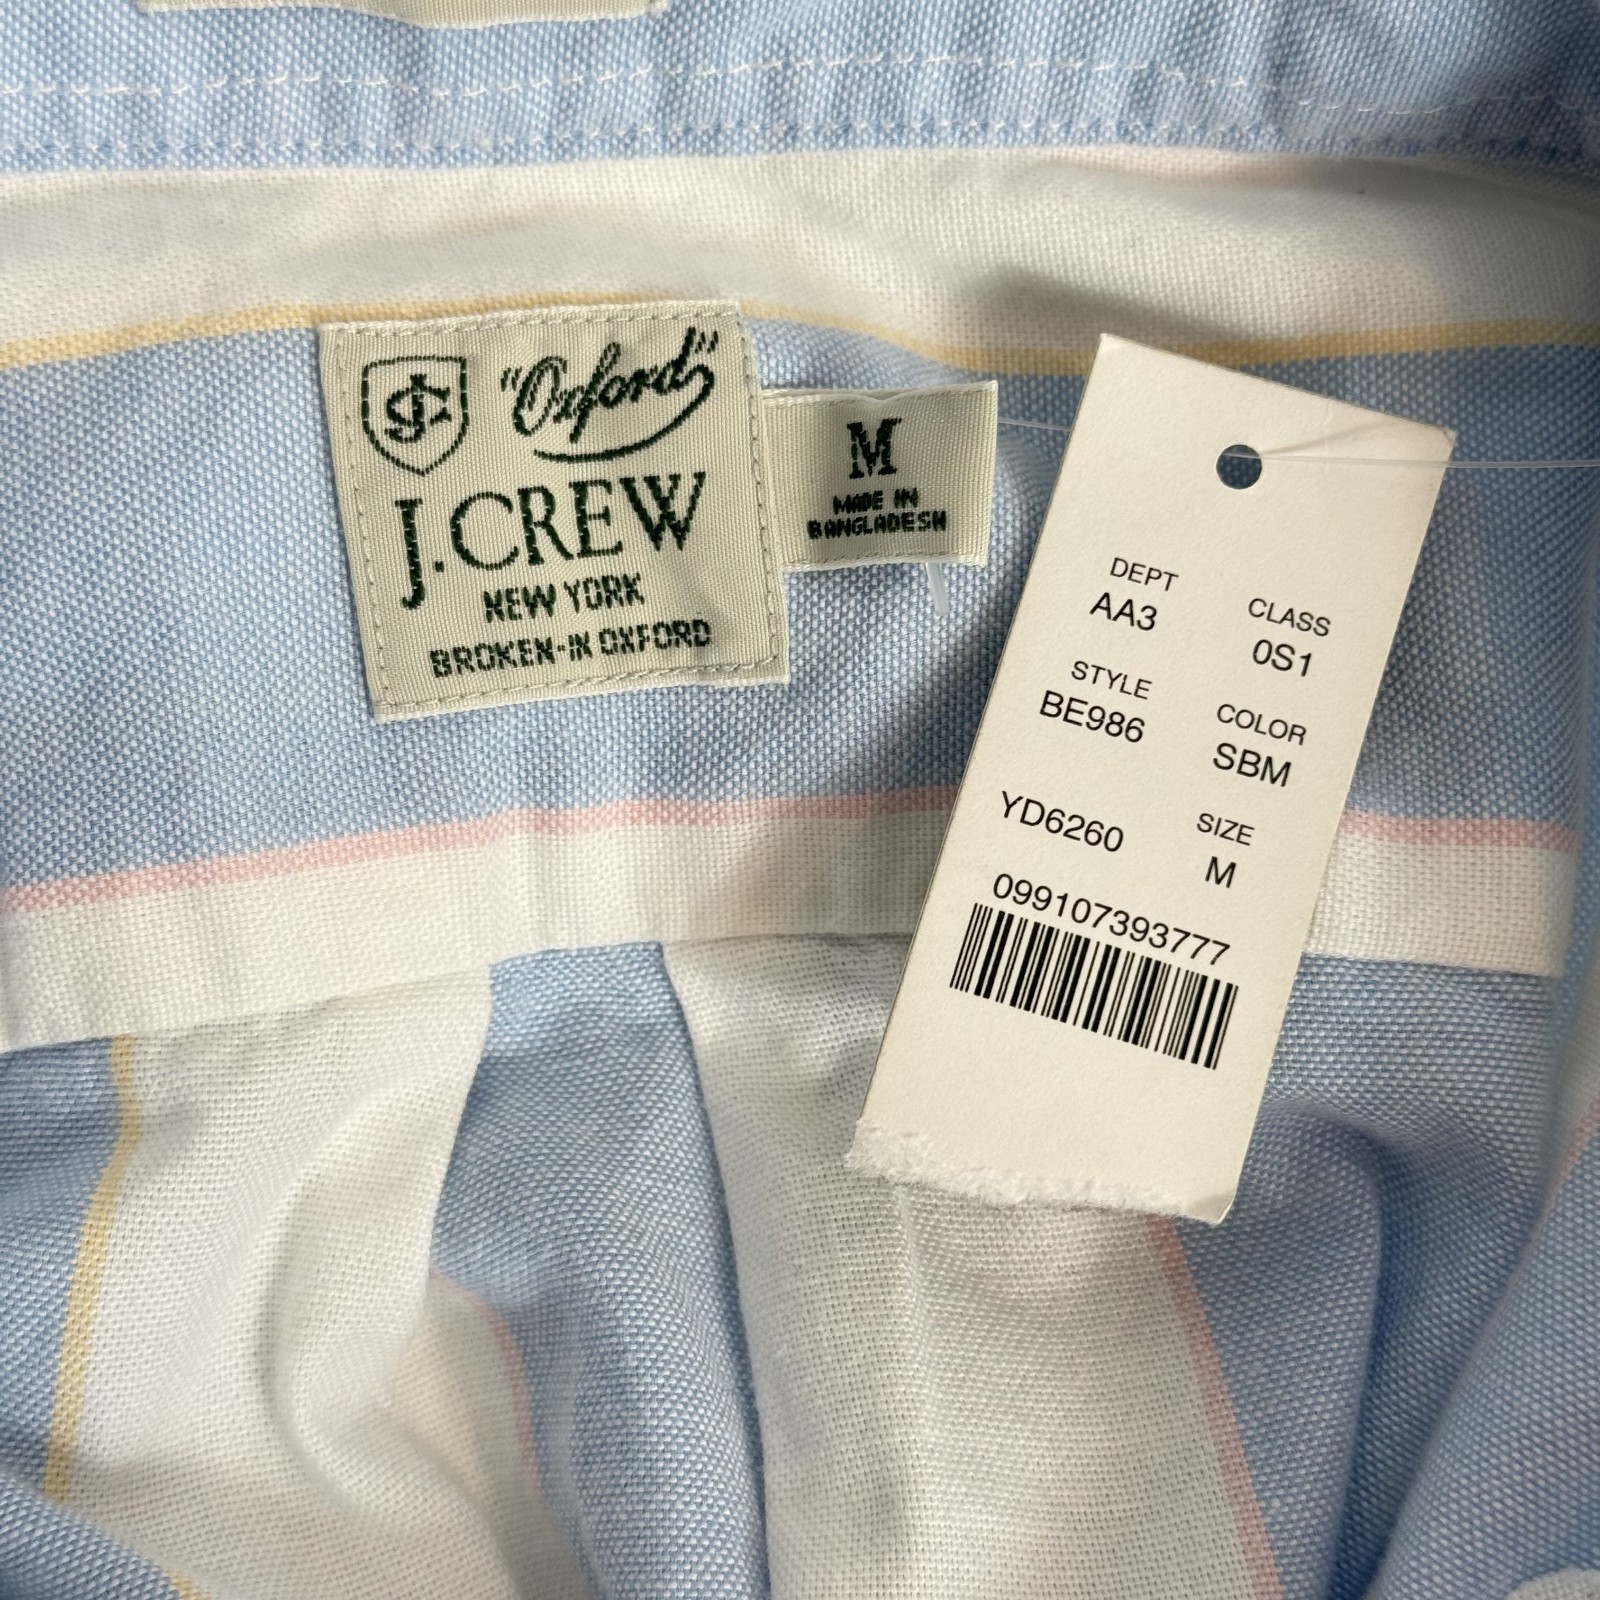 "Oxford"
J.CREW
NEW YORK
BROKEN-IN OXFORD
M
MADE IN
BANGLADESH
DEPT CLASS
AA3 0S1
STYLE COLOR
BE986 SBM
YD6260 SIZE
M
099107393777